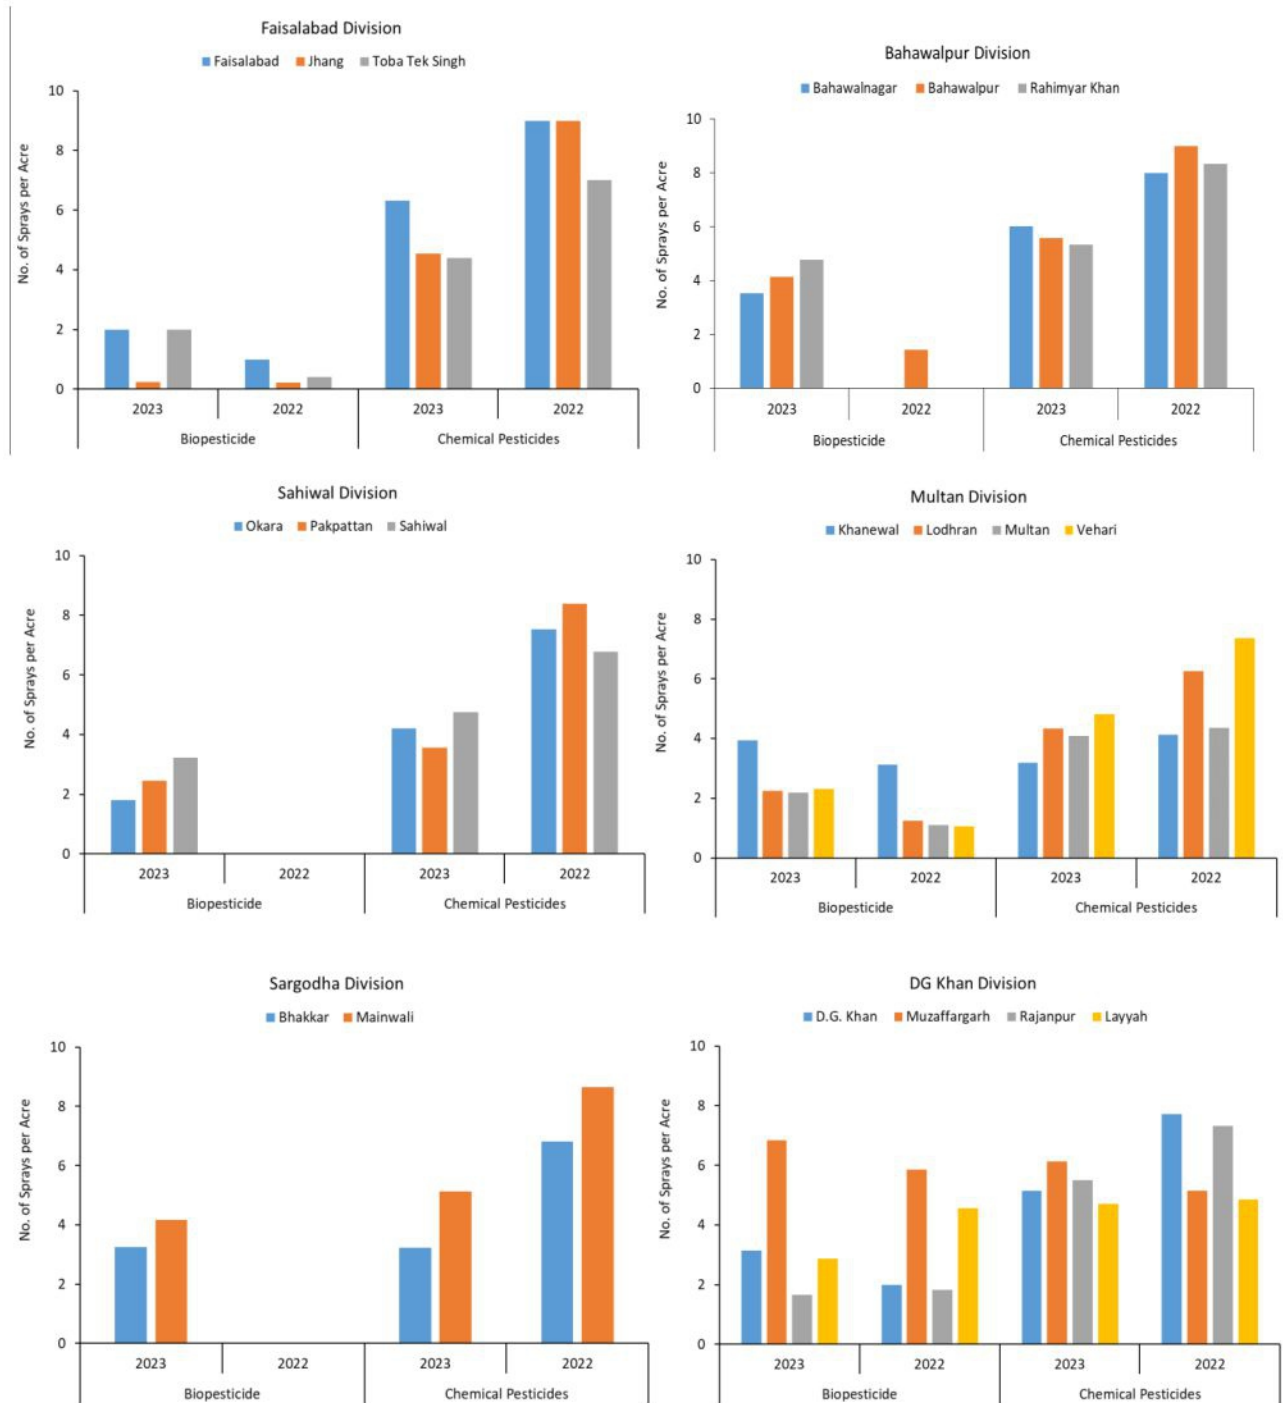 Faisalabad Division
Faisalabad Jhang Toba Tek Singh
No. of Sprays per Acre
10
8
6
4
2
0
2023 2022 2023 2022
Biopesticide Chemical Pesticides
Bahawalpur Division
Bahawalnagar Bahawalpur Rahimyar Khan
No. of Sprays per Acre
10
8
6
4
2
0
2023 2022 2023 2022
Biopesticide Chemical Pesticides
Sahiwal Division
Okara Pakpattan Sahiwal
No. of Sprays per Acre
10
8
6
4
2
0
2023 2022 2023 2022
Biopesticide Chemical Pesticides
Multan Division
Khanewal Lodhran Multan Vehari
No. of Sprays per Acre
10
8
6
4
2
0
2023 2022 2023 2022
Biopesticide Chemical Pesticides
Sargodha Division
Bhakkar Mainwali
No. of Sprays per Acre
10
8
6
4
2
0
2023 2022 2023 2022
Biopesticide Chemical Pesticides
DG Khan Division
D.G. Khan Muzaffargarh Rajanpur Layyah
No. of Sprays per Acre
10
8
6
4
2
0
2023 2022 2023 2022
Biopesticide Chemical Pesticides